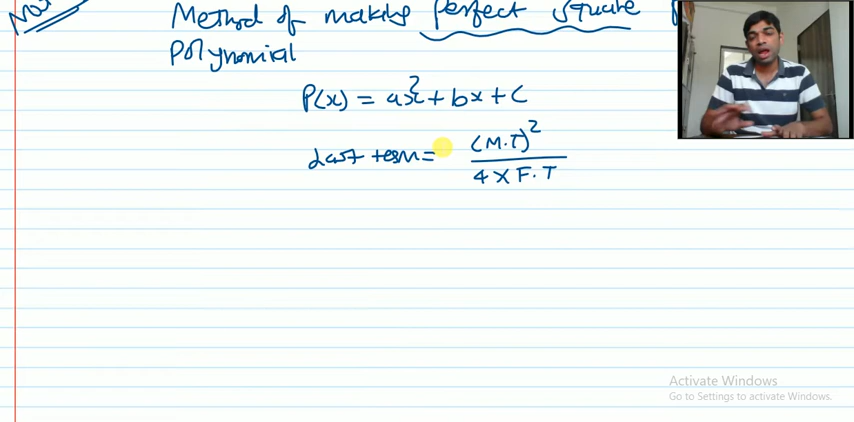 Note
Method of making perfect square
Polynomial
P(x) = ax² + bx + c
Last term = (M.T)² / 4 × F.T
Activate Windows
Go to Settings to activate Windows.